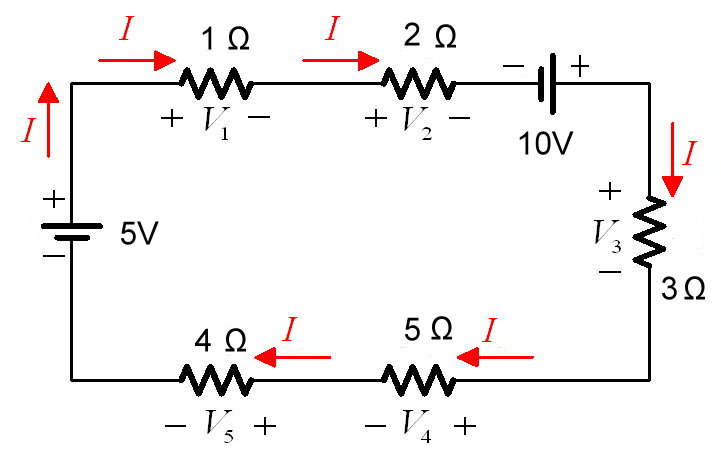 I 1 Ω I 2 Ω − +
+ V1 − + V2 − 10V
I I
+ 5V −
+ V3 −
3 Ω
4 Ω I 5 Ω I
− V5 + − V4 +